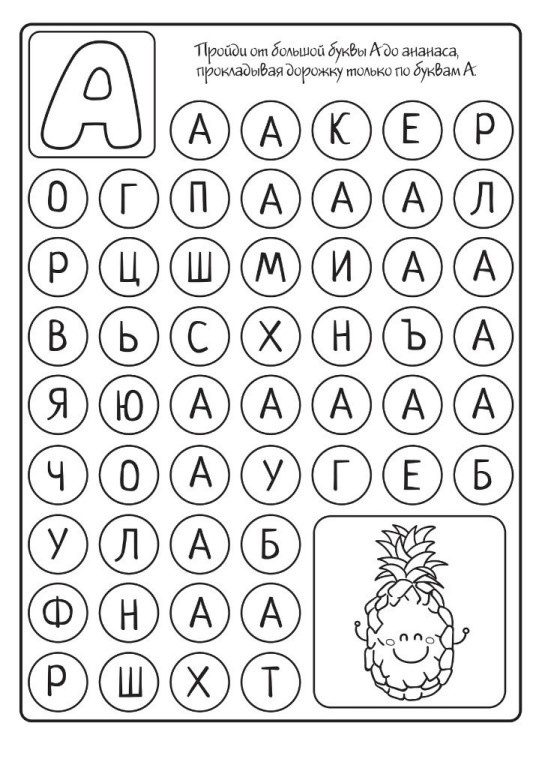 А
Пройди от большой буквы А до ананаса,
прокладывая дорожку только по буквам А.
А А К Е Р
О Г П А А А Л
Р Ц Ш М И А А
В Ь С Х Н Ъ А
Я Ю А А А А А
Ч О А У Г Е Б
У Л А Б
Ф Н А А
Р Ш Х Т